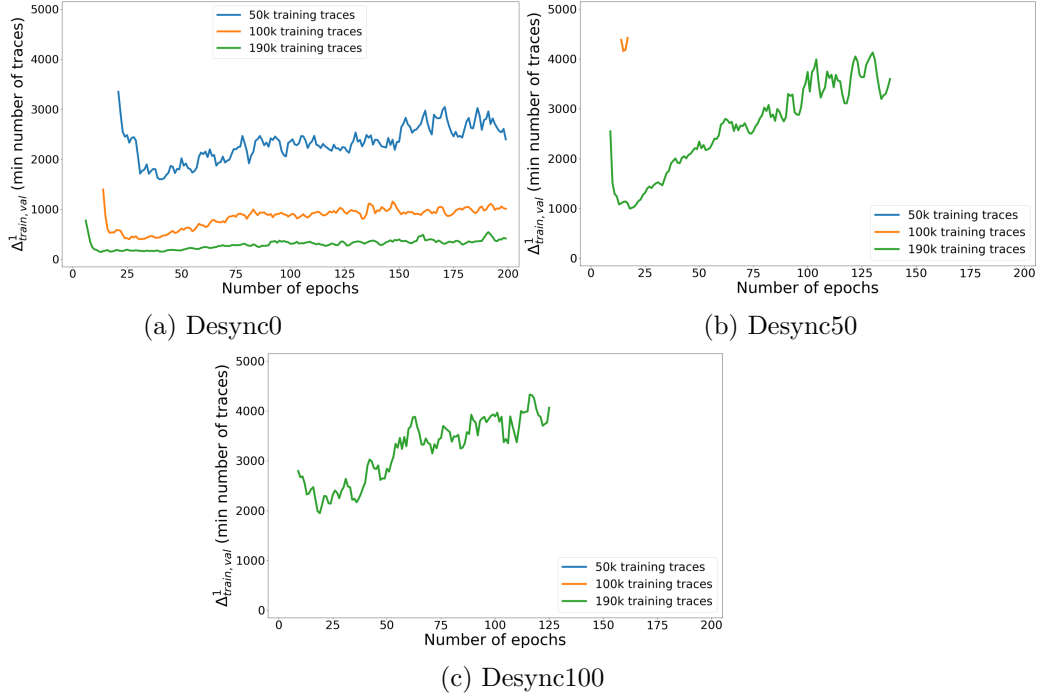 50k training traces
100k training traces
190k training traces
5000
4000
3000
2000
1000
0
Δ¹train,val (min number of traces)
0 25 50 75 100 125 150 175 200
Number of epochs
(a) Desync0
5000
4000
3000
2000
1000
0
Δ¹train,val (min number of traces)
50k training traces
100k training traces
190k training traces
0 25 50 75 100 125 150 175 200
Number of epochs
(b) Desync50
5000
4000
3000
2000
1000
0
Δ¹train,val (min number of traces)
50k training traces
100k training traces
190k training traces
0 25 50 75 100 125 150 175 200
Number of epochs
(c) Desync100